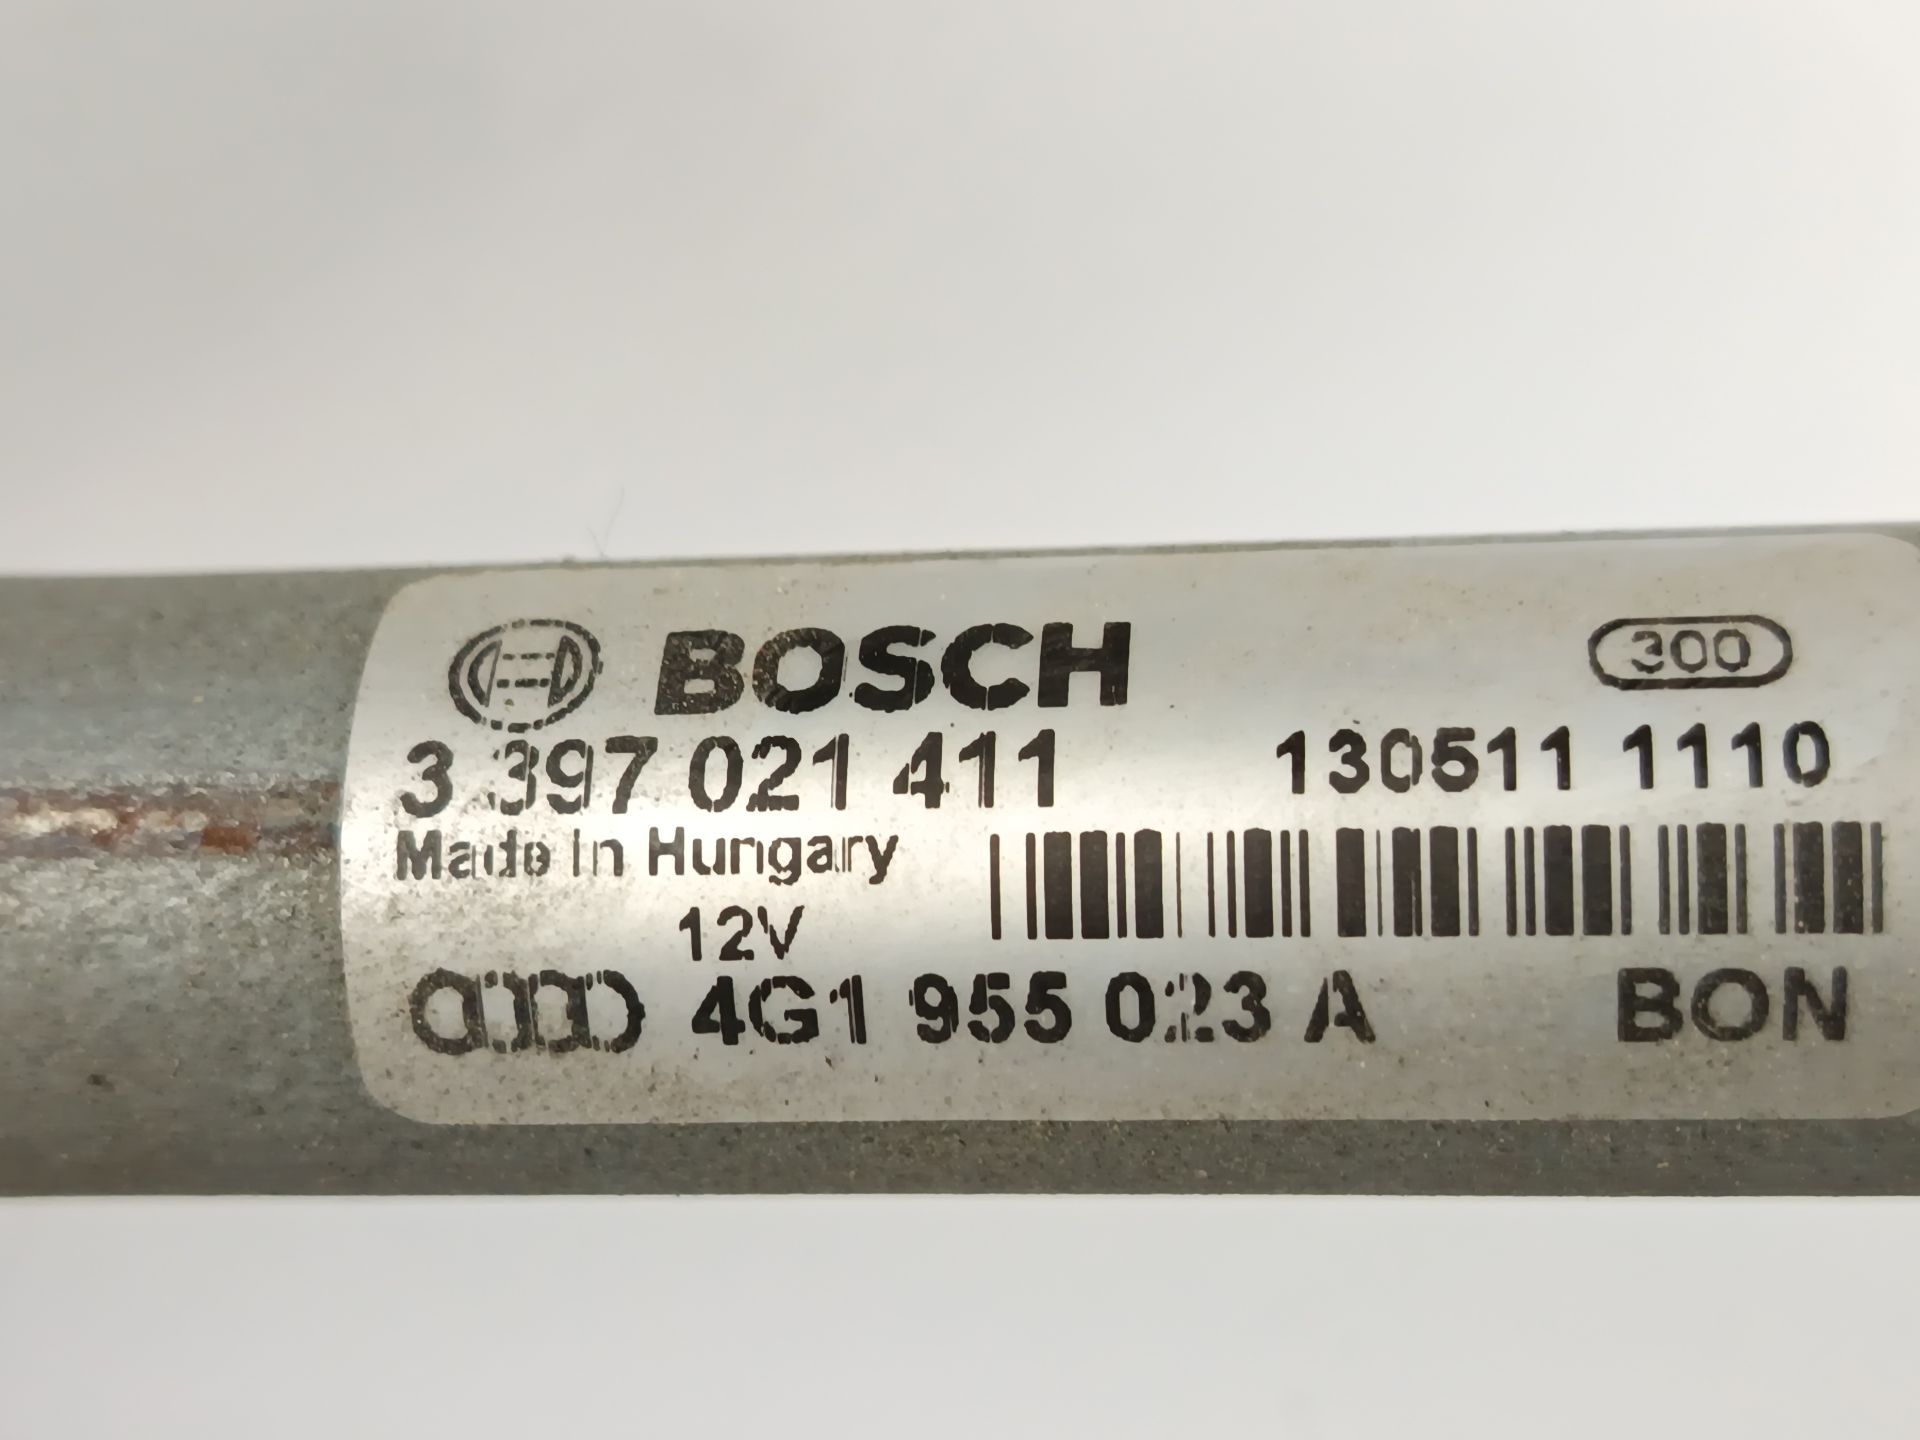 BOSCH 300
3 397 021 411 130511 1110
Made in Hungary
12V
4G1 955 023 A BON